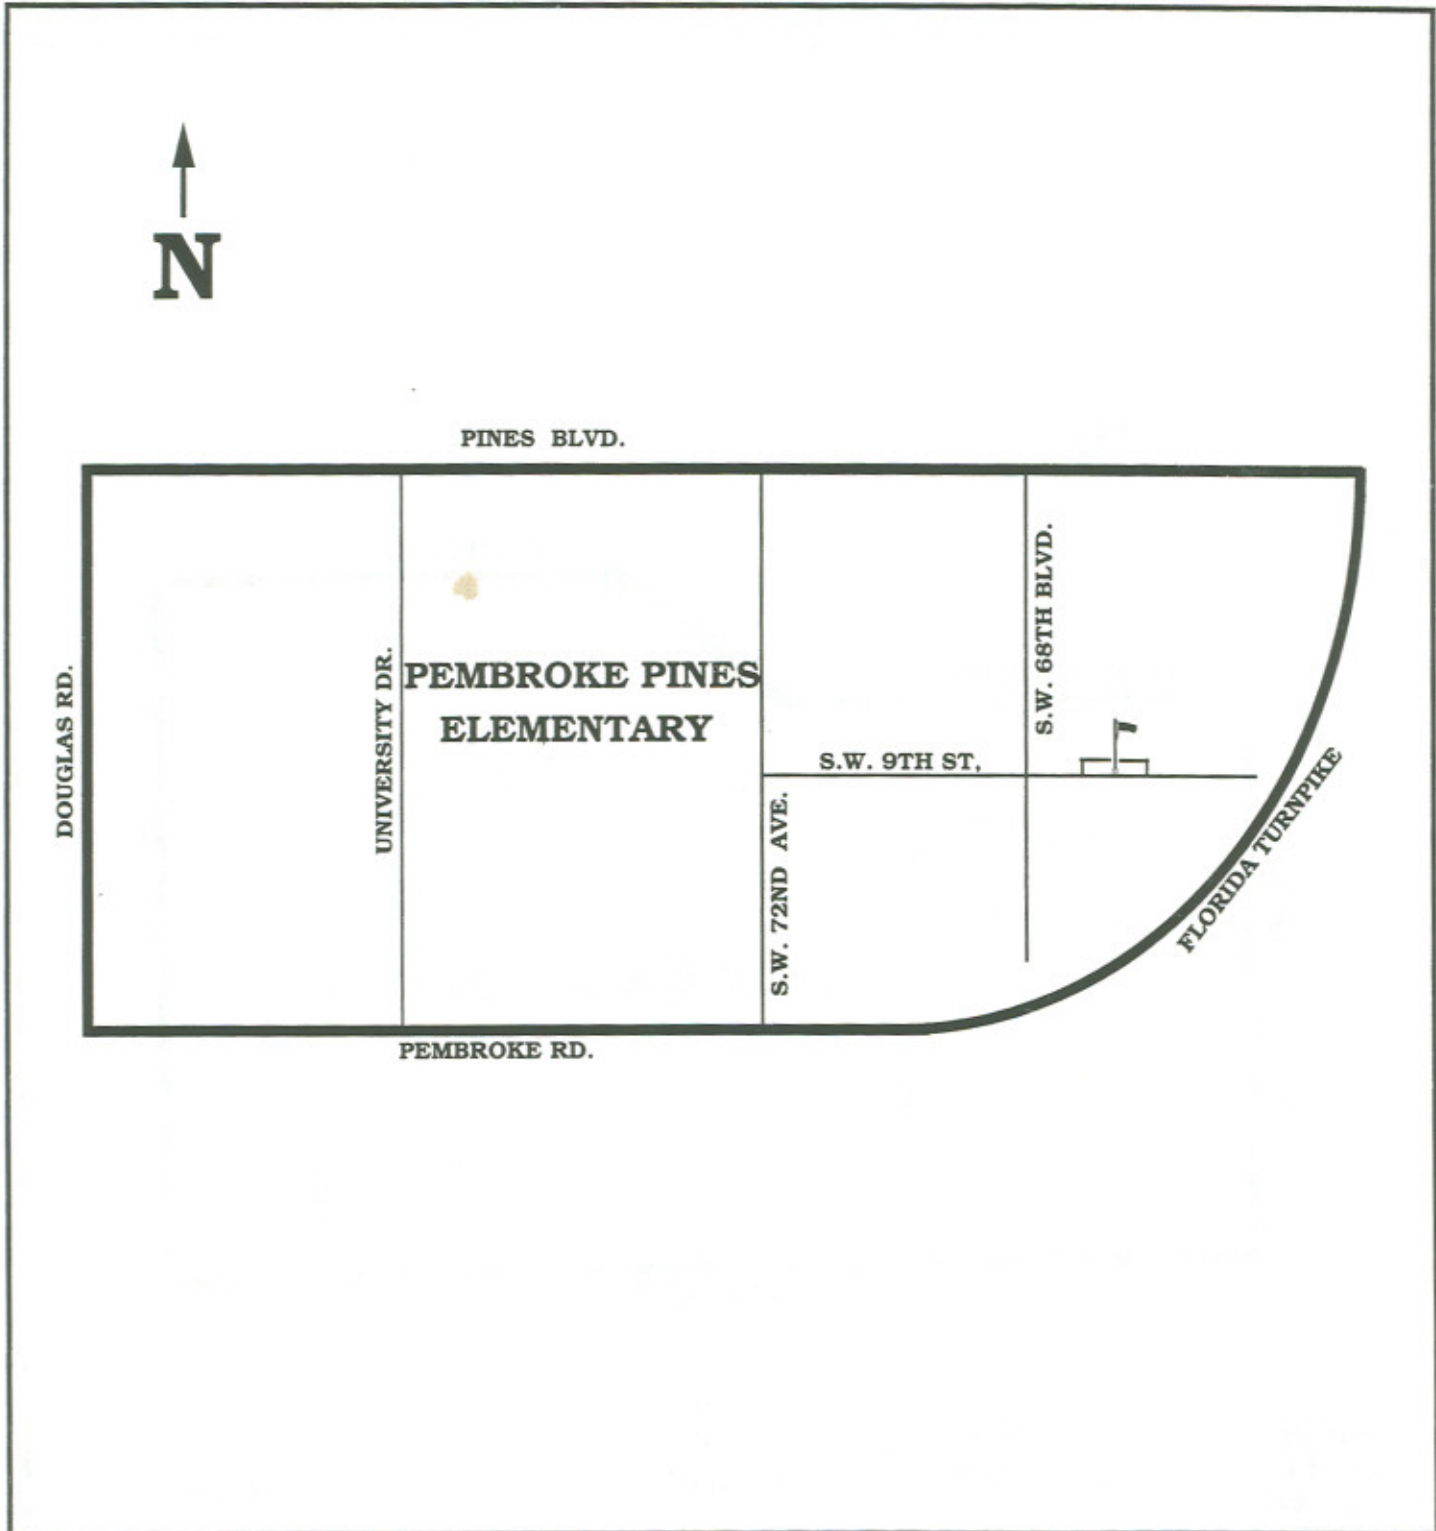 N
PINES BLVD.
DOUGLAS RD.
UNIVERSITY DR.
PEMBROKE PINES
ELEMENTARY
S.W. 68TH BLVD.
S.W. 9TH ST,
S.W. 72ND AVE.
FLORIDA TURNPIKE
PEMBROKE RD.